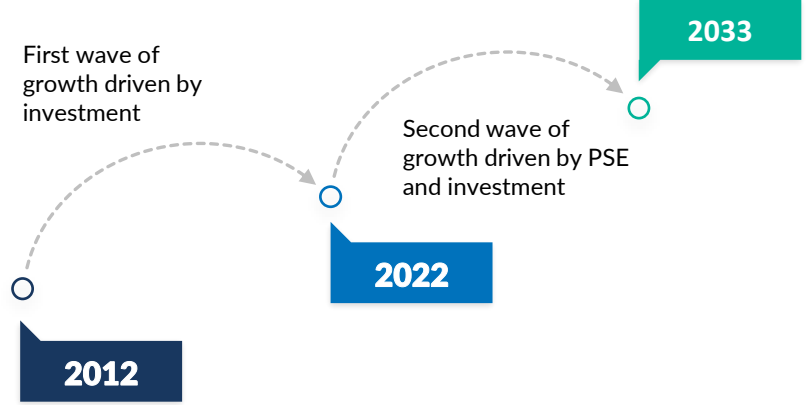 First wave of
growth driven by
investment
2033
Second wave of
growth driven by PSE
and investment
2022
2012